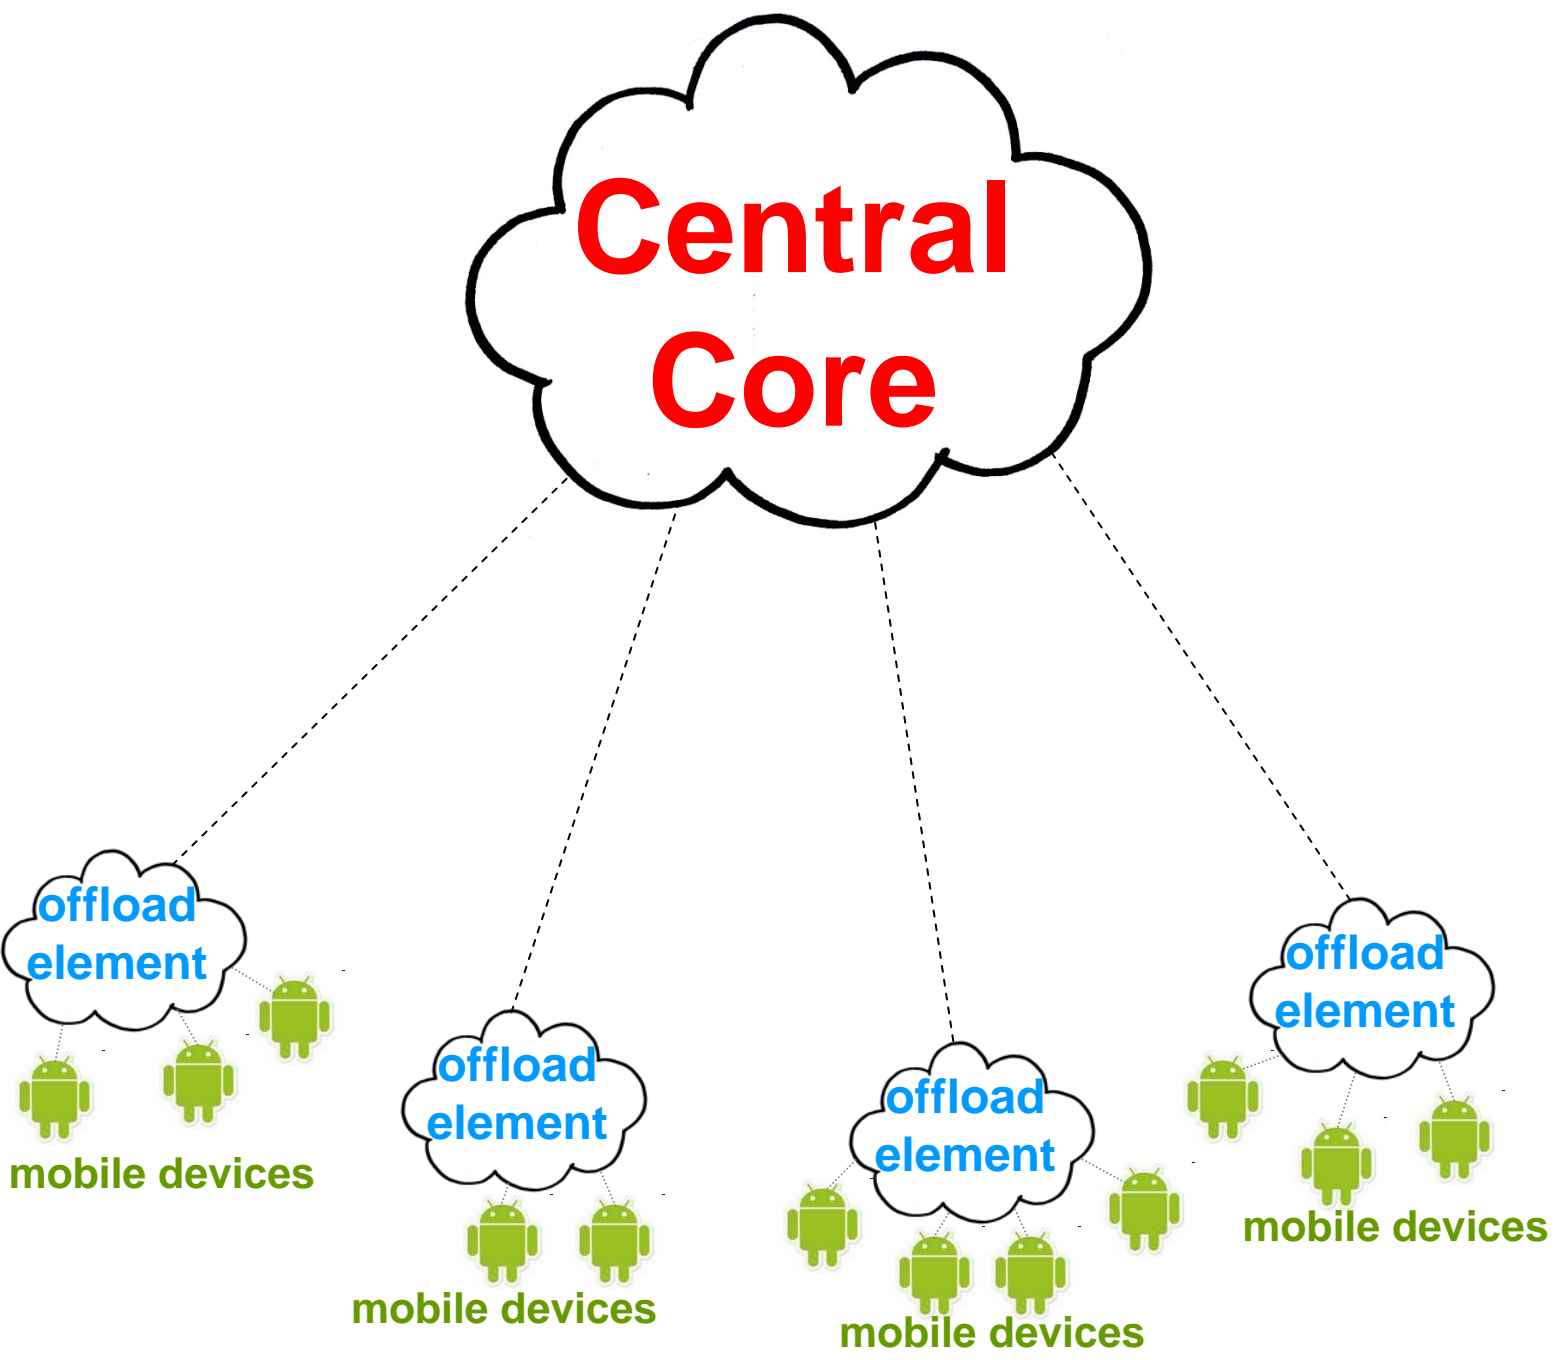 Central
Core
offload
element
mobile devices
offload
element
mobile devices
offload
element
mobile devices
offload
element
mobile devices